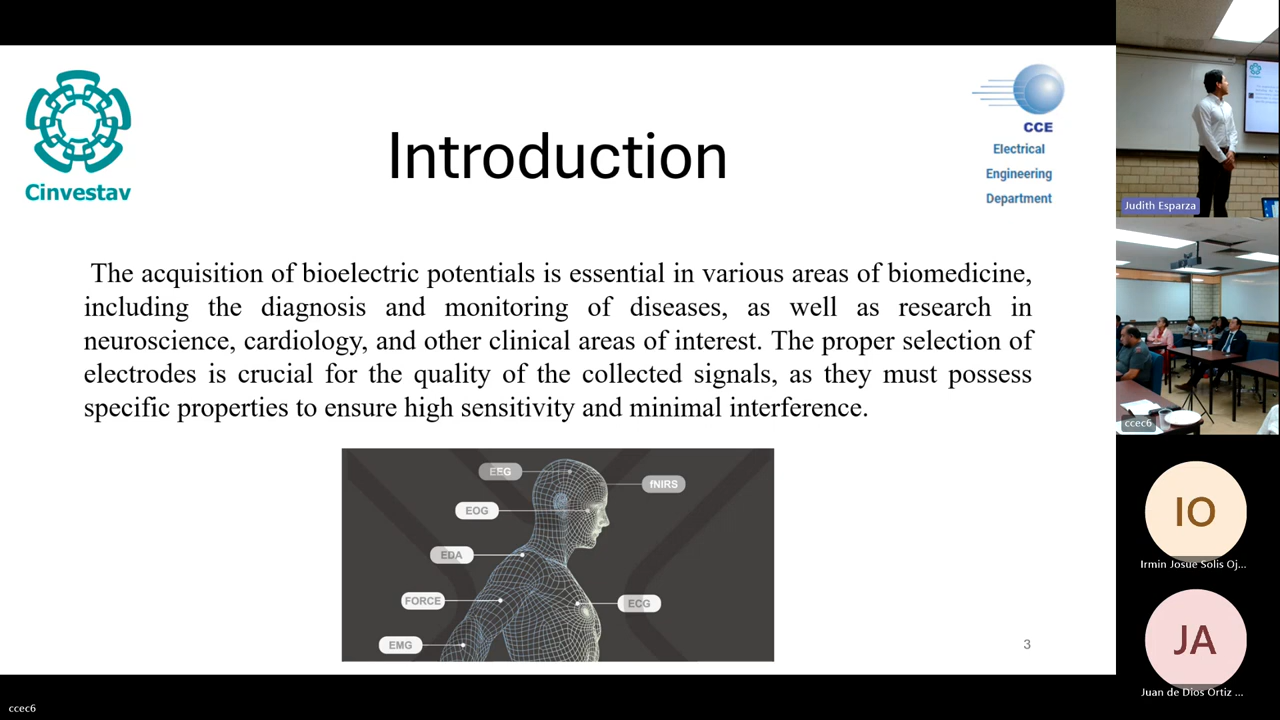 Cinvestav
Introduction
CCE
Electrical
Engineering
Department
The acquisition of bioelectric potentials is essential in various areas of biomedicine,
including the diagnosis and monitoring of diseases, as well as research in
neuroscience, cardiology, and other clinical areas of interest. The proper selection of
electrodes is crucial for the quality of the collected signals, as they must possess
specific properties to ensure high sensitivity and minimal interference.
EEG
fNIRS
EOG
EDA
FORCE
ECG
EMG
3
Judith Esparza
ccec6
IO
Irmin Josue Solis Oj...
JA
Juan de Dios Ortiz ...
ccec6